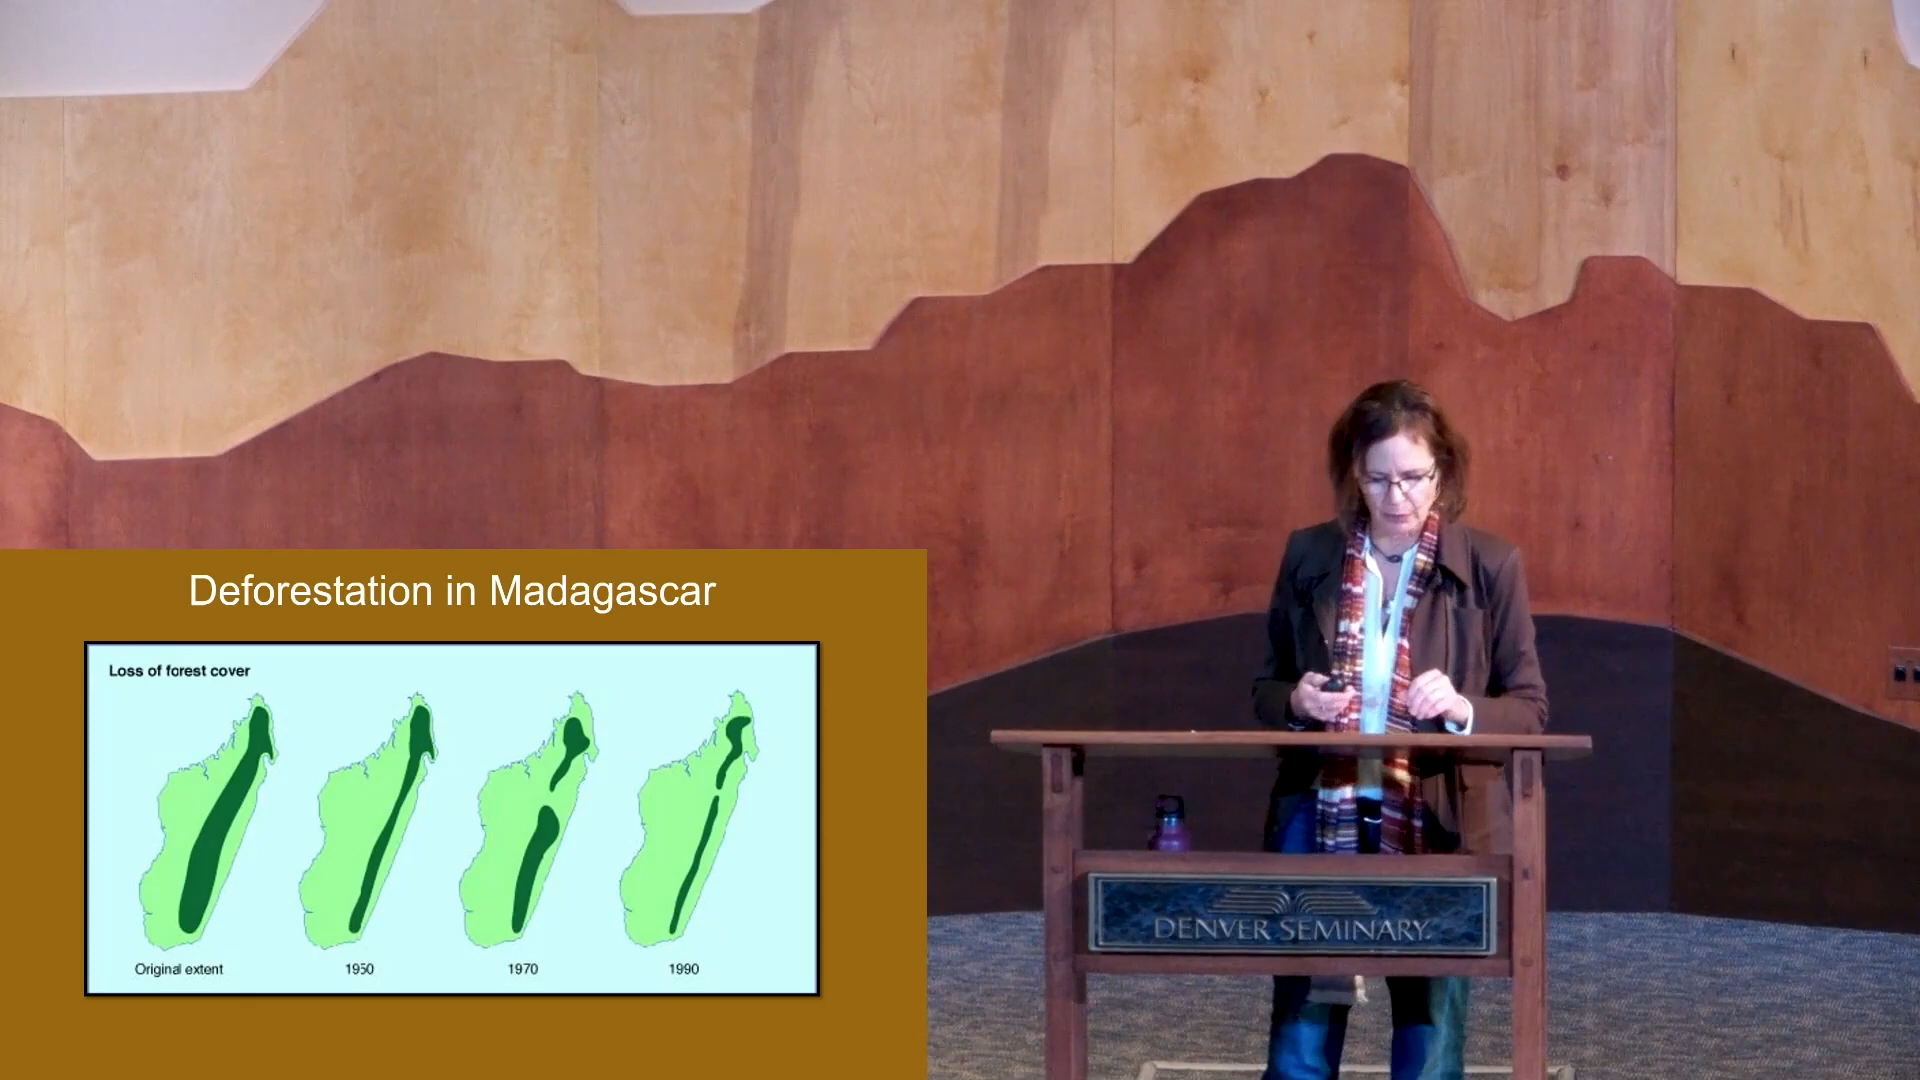 Deforestation in Madagascar
Loss of forest cover
Original extent
1950
1970
1990
DENVER SEMINARY